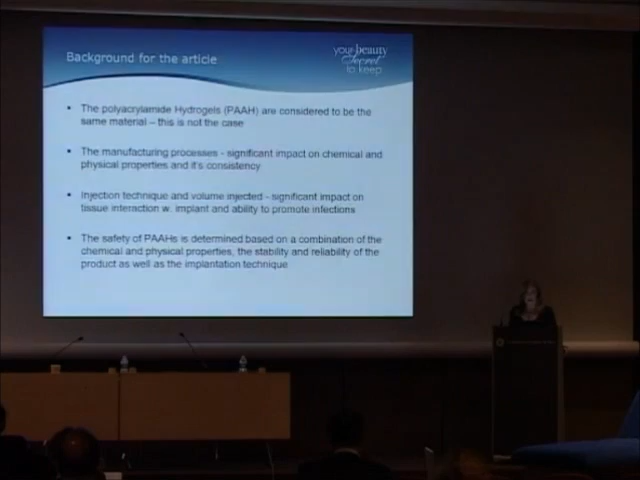 Background for the article
your beauty
Secret
to keep
• The polyacrylamide Hydrogels (PAAH) are considered to be the
same material – this is not the case
• The manufacturing processes - significant impact on chemical and
physical properties and it's consistency
• Injection technique and volume injected - significant impact on
tissue interaction w. implant and ability to promote infections
• The safety of PAAHs is determined based on a combination of the
chemical and physical properties, the stability and reliability of the
product as well as the implantation technique